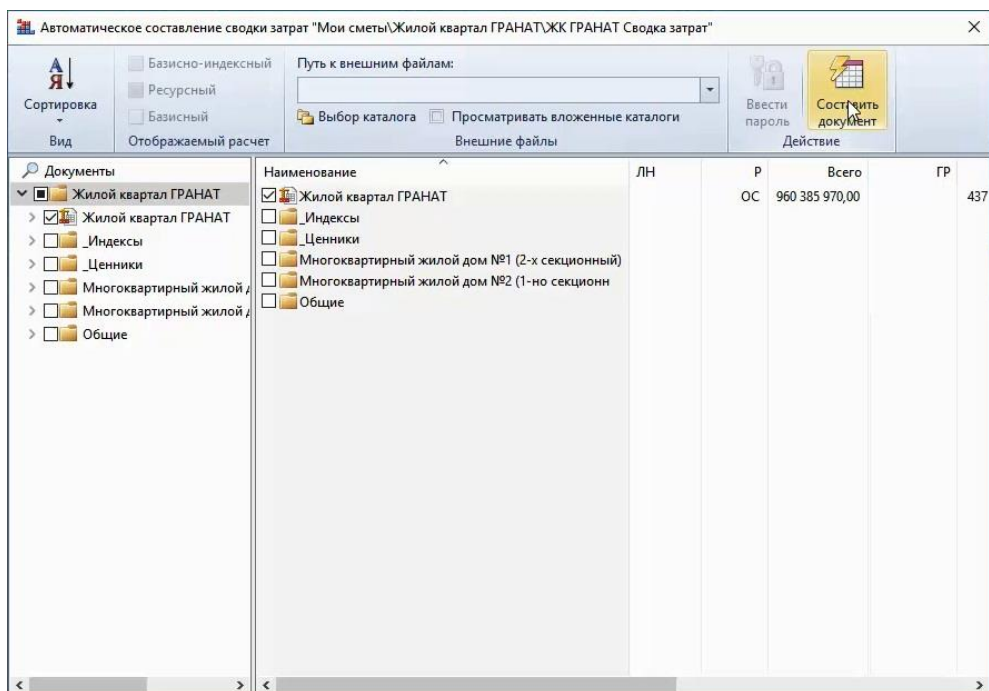 Автоматическое составление сводки затрат "Мои сметы\Жилой квартал ГРАНАТ\ЖК ГРАНАТ Сводка затрат"
Сортировка
Вид
Базисно-индексный
Ресурсный
Базисный
Отображаемый расчет
Путь к внешним файлам:
Выбор каталога Просматривать вложенные каталоги
Внешние файлы
Ввести
пароль
Составить
документ
Действие
Документы
Жилой квартал ГРАНАТ
Жилой квартал ГРАНАТ
_Индексы
_Ценники
Многоквартирный жилой
Многоквартирный жилой
Общие
Наименование ЛН Р Всего ГР
Жилой квартал ГРАНАТ ОС 960 385 970,00 437
_Индексы
_Ценники
Многоквартирный жилой дом №1 (2-х секционный)
Многоквартирный жилой дом №2 (1-но секционн
Общие